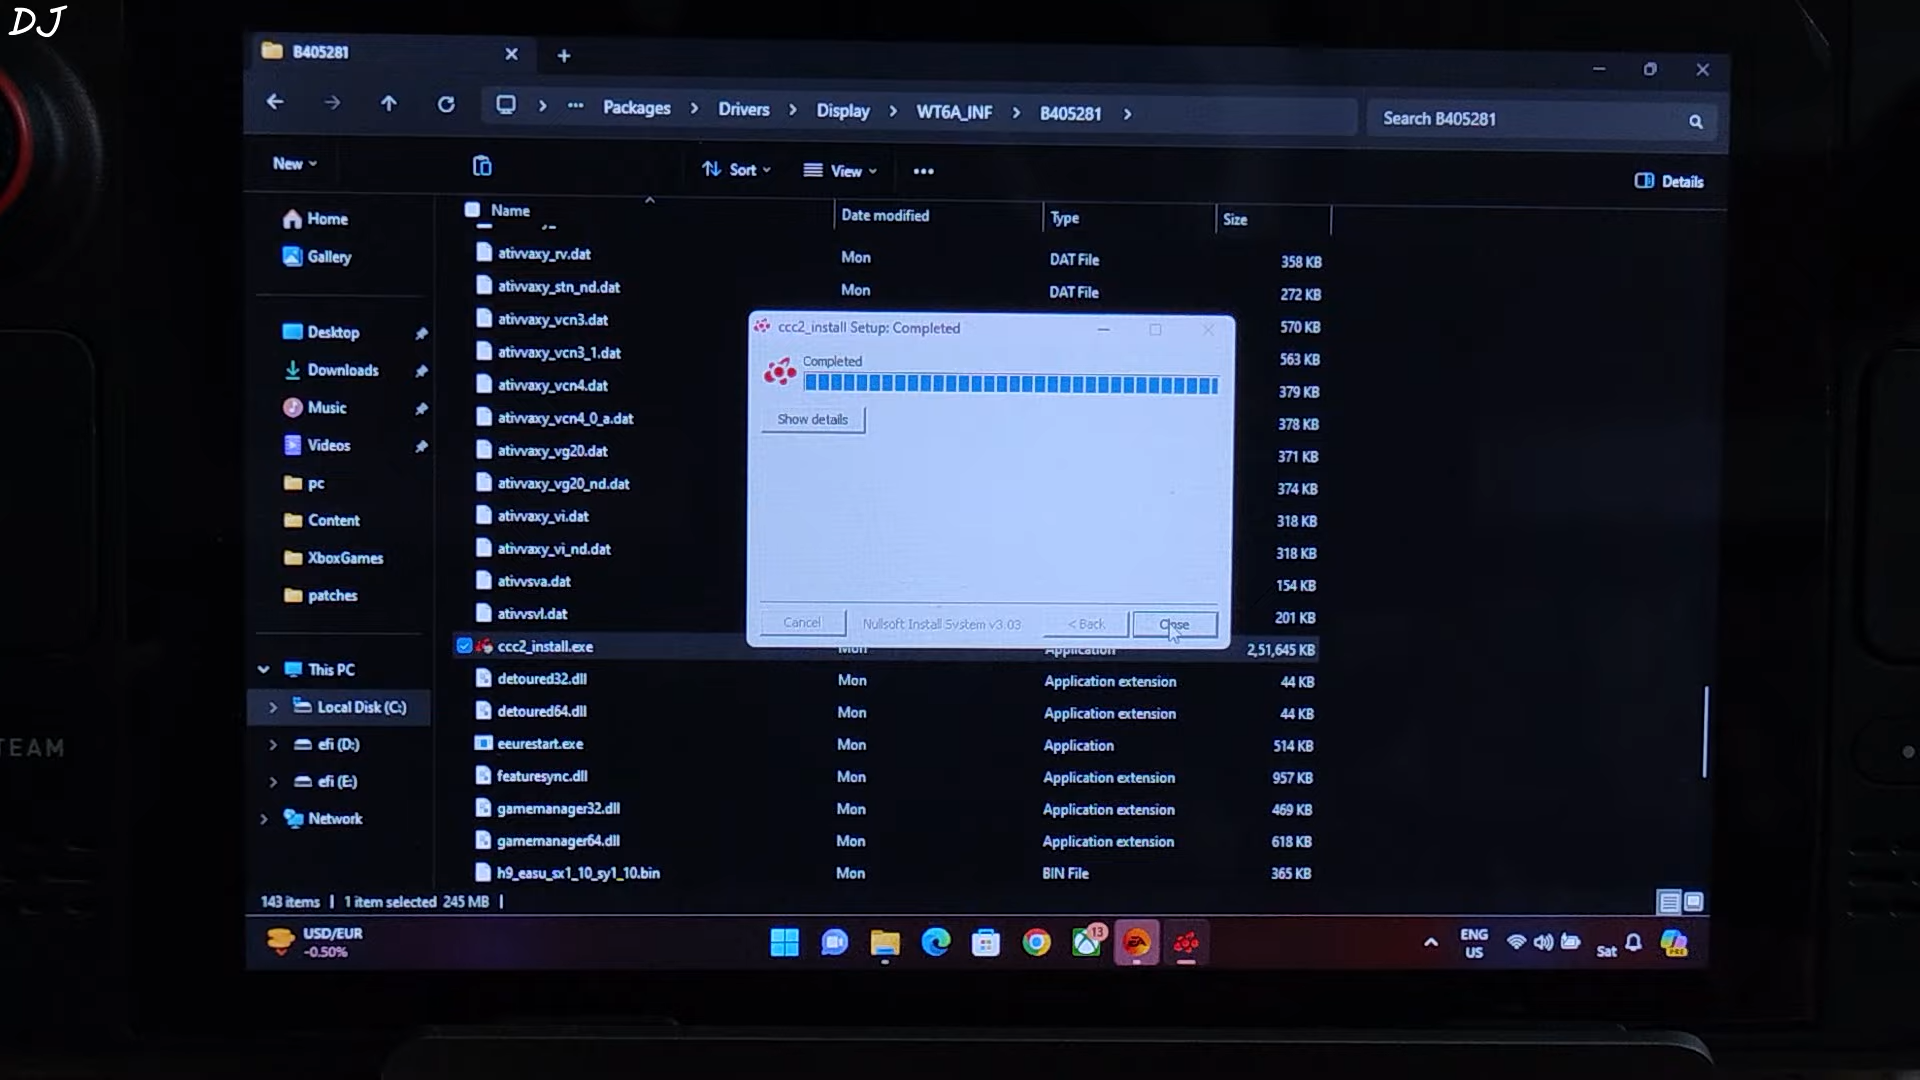 DJ
B405281
Packages > Drivers > Display > WT6A_INF > B405281 >
Search B405281
New
Sort
View
Details
Name
Date modified
Type
Size
Home
Gallery
Desktop
Downloads
Music
Videos
pc
Content
XboxGames
patches
This PC
Local Disk (C:)
efi (D:)
efi (E:)
Network
ativvaxy_rv.dat Mon DAT File 358 KB
ativvaxy_stn_nd.dat Mon DAT File 272 KB
ativvaxy_vcn3.dat 570 KB
ativvaxy_vcn3_1.dat 563 KB
ativvaxy_vcn4.dat 379 KB
ativvaxy_vcn4_0_a.dat 378 KB
ativvaxy_vg20.dat 371 KB
ativvaxy_vg20_nd.dat 374 KB
ativvaxy_vi.dat 318 KB
ativvaxy_vi_nd.dat 318 KB
ativvsva.dat 154 KB
ativvsvl.dat 201 KB
ccc2_install.exe Mon Application 2,51,645 KB
detoured32.dll Mon Application extension 44 KB
detoured64.dll Mon Application extension 44 KB
eeurestart.exe Mon Application 514 KB
featuresync.dll Mon Application extension 957 KB
gamemanager32.dll Mon Application extension 469 KB
gamemanager64.dll Mon Application extension 618 KB
h9_easu_sx1_10_sy1_10.bin Mon BIN File 365 KB
ccc2_install Setup: Completed
Completed
Show details
Cancel
Nullsoft Install System v3.03
< Back
Close
143 items | 1 item selected 245 MB |
USD/EUR
-0.50%
13
EA
ENG
US
Sat
PRE
TEAM